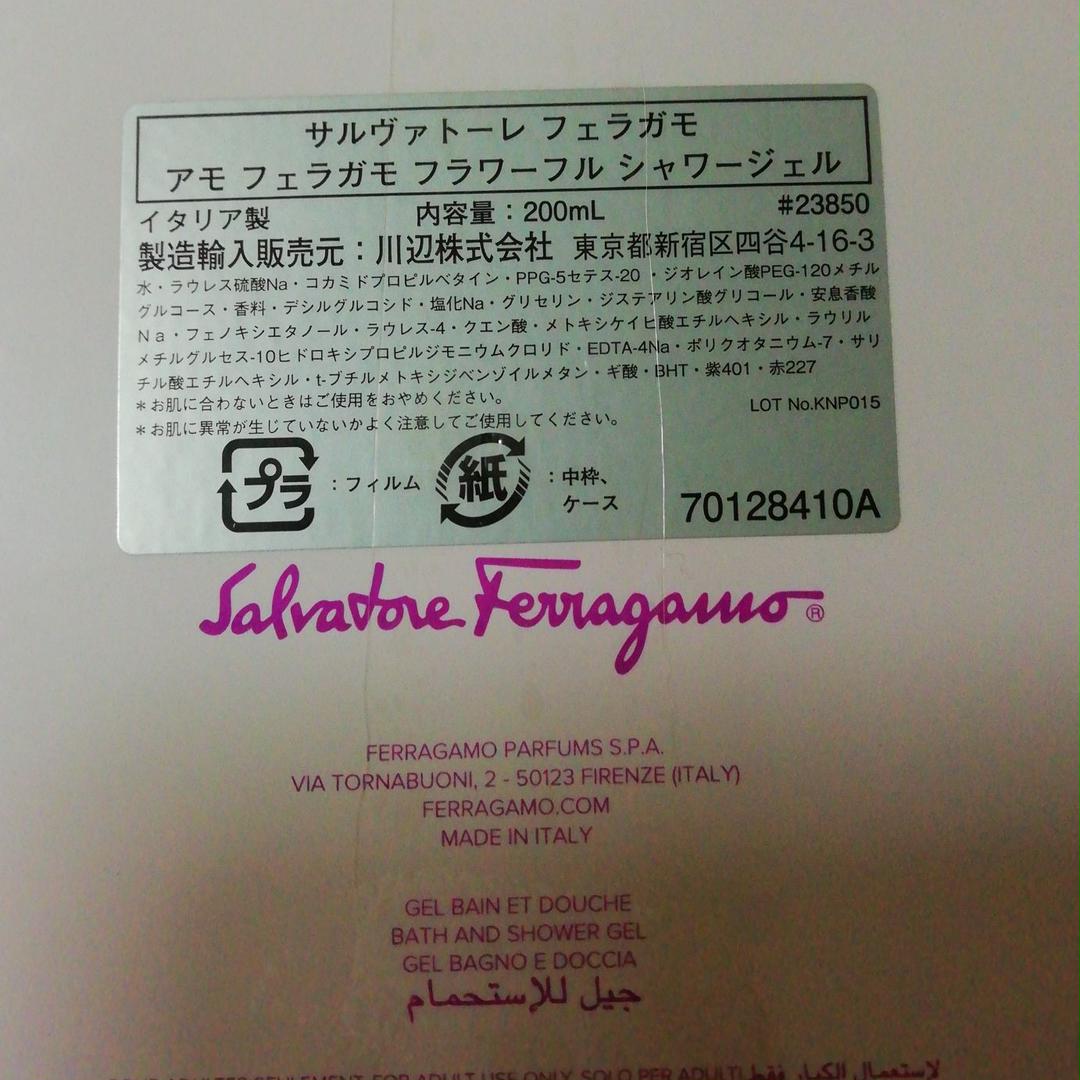 サルヴァトーレ フェラガモ
アモ フェラガモ フラワーフル シャワージェル
イタリア製 内容量：200mL #23850
製造輸入販売元：川辺株式会社 東京都新宿区四谷4-16-3
水・ラウレス硫酸Na・コカミドプロピルベタイン・PPG-5セテス-20・ジオレイン酸PEG-120メチル
グルコース・香料・デシルグルコシド・塩化Na・グリセリン・ジステアリン酸グリコール・安息香酸
Na・フェノキシエタノール・ラウレス-4・クエン酸・メトキシケイヒ酸エチルヘキシル・ラウリル
メチルグルセス-10ヒドロキシプロピルジモニウムクロリド・EDTA-4Na・ポリクオタニウム-7・サリ
チル酸エチルヘキシル・t-ブチルメトキシジベンゾイルメタン・ギ酸・BHT・紫401・赤227
＊お肌に合わないときはご使用をおやめください。
LOT No.KNP015
＊お肌に異常が生じていないかよく注意してご使用してください。
プラ：フィルム 紙：中枠、
ケース
70128410A
Salvatore Ferragamo®
FERRAGAMO PARFUMS S.P.A.
VIA TORNABUONI, 2 - 50123 FIRENZE (ITALY)
FERRAGAMO.COM
MADE IN ITALY
GEL BAIN ET DOUCHE
BATH AND SHOWER GEL
GEL BAGNO E DOCCIA
جيل للإستحمام
ADULTES SEULEMENT. FOR ADULT USE ONLY. SOLO PER ADULTI لاستعمال الكبار فقط